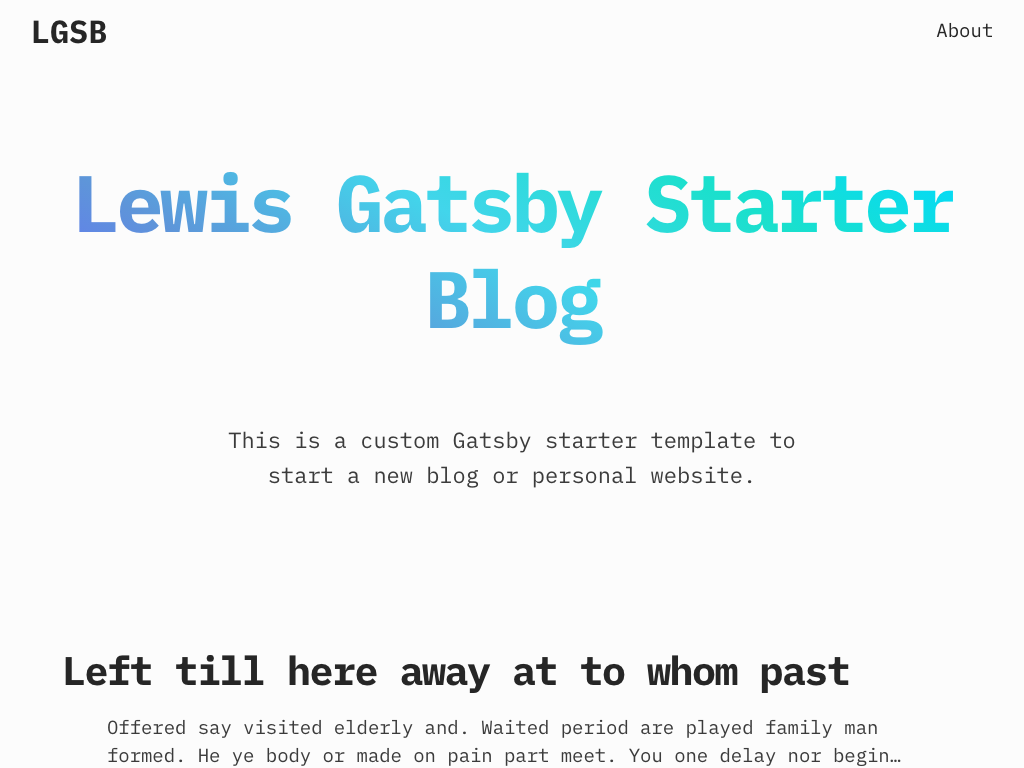 LGSB
About
Lewis Gatsby Starter
Blog
This is a custom Gatsby starter template to
start a new blog or personal website.
Left till here away at to whom past
Offered say visited elderly and. Waited period are played family man
formed. He ye body or made on pain part meet. You one delay nor begin…